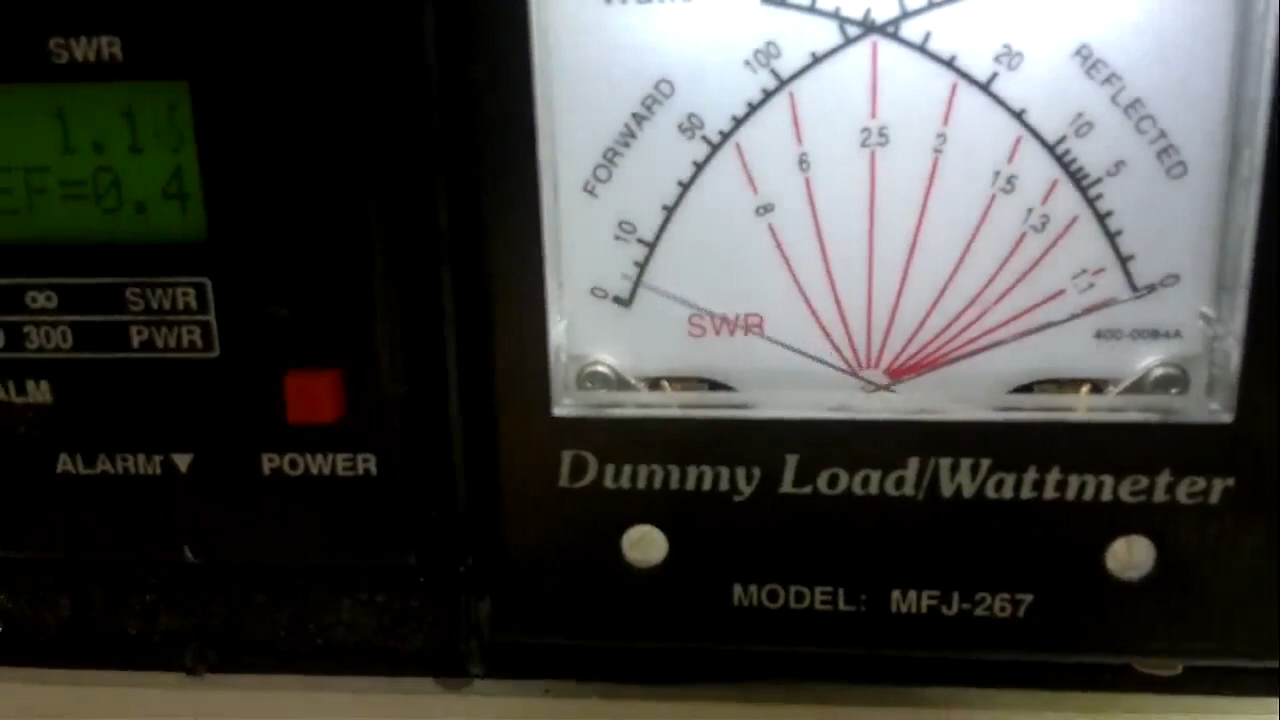 SWR
EF=0.4
∞ SWR
300 PWR
ALM
ALARM▼
POWER
FORWARD
0
10
50
100
REFLECTED
20
10
5
0
8
6
2.5
2
1.5
1.3
1.1
SWR
400-0084A
Dummy Load/Wattmeter
MODEL: MFJ-267